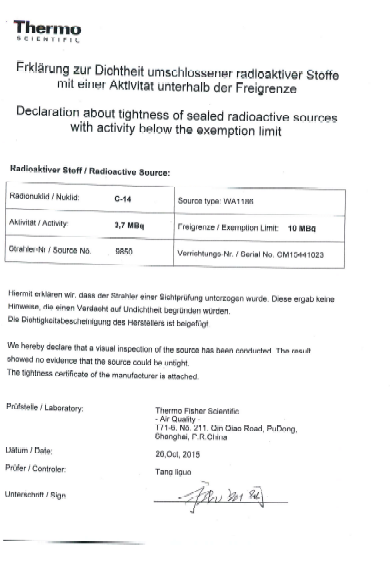 Thermo
SCIENTIFIC
Erklärung zur Dichtheit umschlossener radioaktiver Stoffe
mit einer Aktivität unterhalb der Freigrenze
Declaration about tightness of sealed radioactive sources
with activity below the exemption limit
Radioaktiver Stoff / Radioactive Source:
Radionuklid / Nuklid: C-14 Source type:
Aktivität / Activity: 3,7 MBq Freigrenze / Exemption Limit: 10 MBq
Strahler-Nr / Source No. 9850 Vorrichtungs-Nr. / Serial No. CM15441023
Hiermit erklären wir, dass der Strahler einer Sichtprüfung unterzogen wurde. Diese ergab keine
Hinweise, die einen Verdacht auf Undichtheit begründen würden.
Die Dichtigkeitsbescheinigung des Herstellers ist beigefügt
We hereby declare that a visual inspection of the source has been conducted. The result
showed no evidence that the source could be untight.
The tightness certificate of the manufacturer is attached.
Prüfstelle / Laboratory: Thermo Fisher Scientific
- Air Quality -
No. 211. Qin Qiao Road, PuDong,
Shanghai, P.R.China
Datum / Date: 20,Oct, 2015
Prüfer / Controler: Tang liguo
Unterschrift / Sign